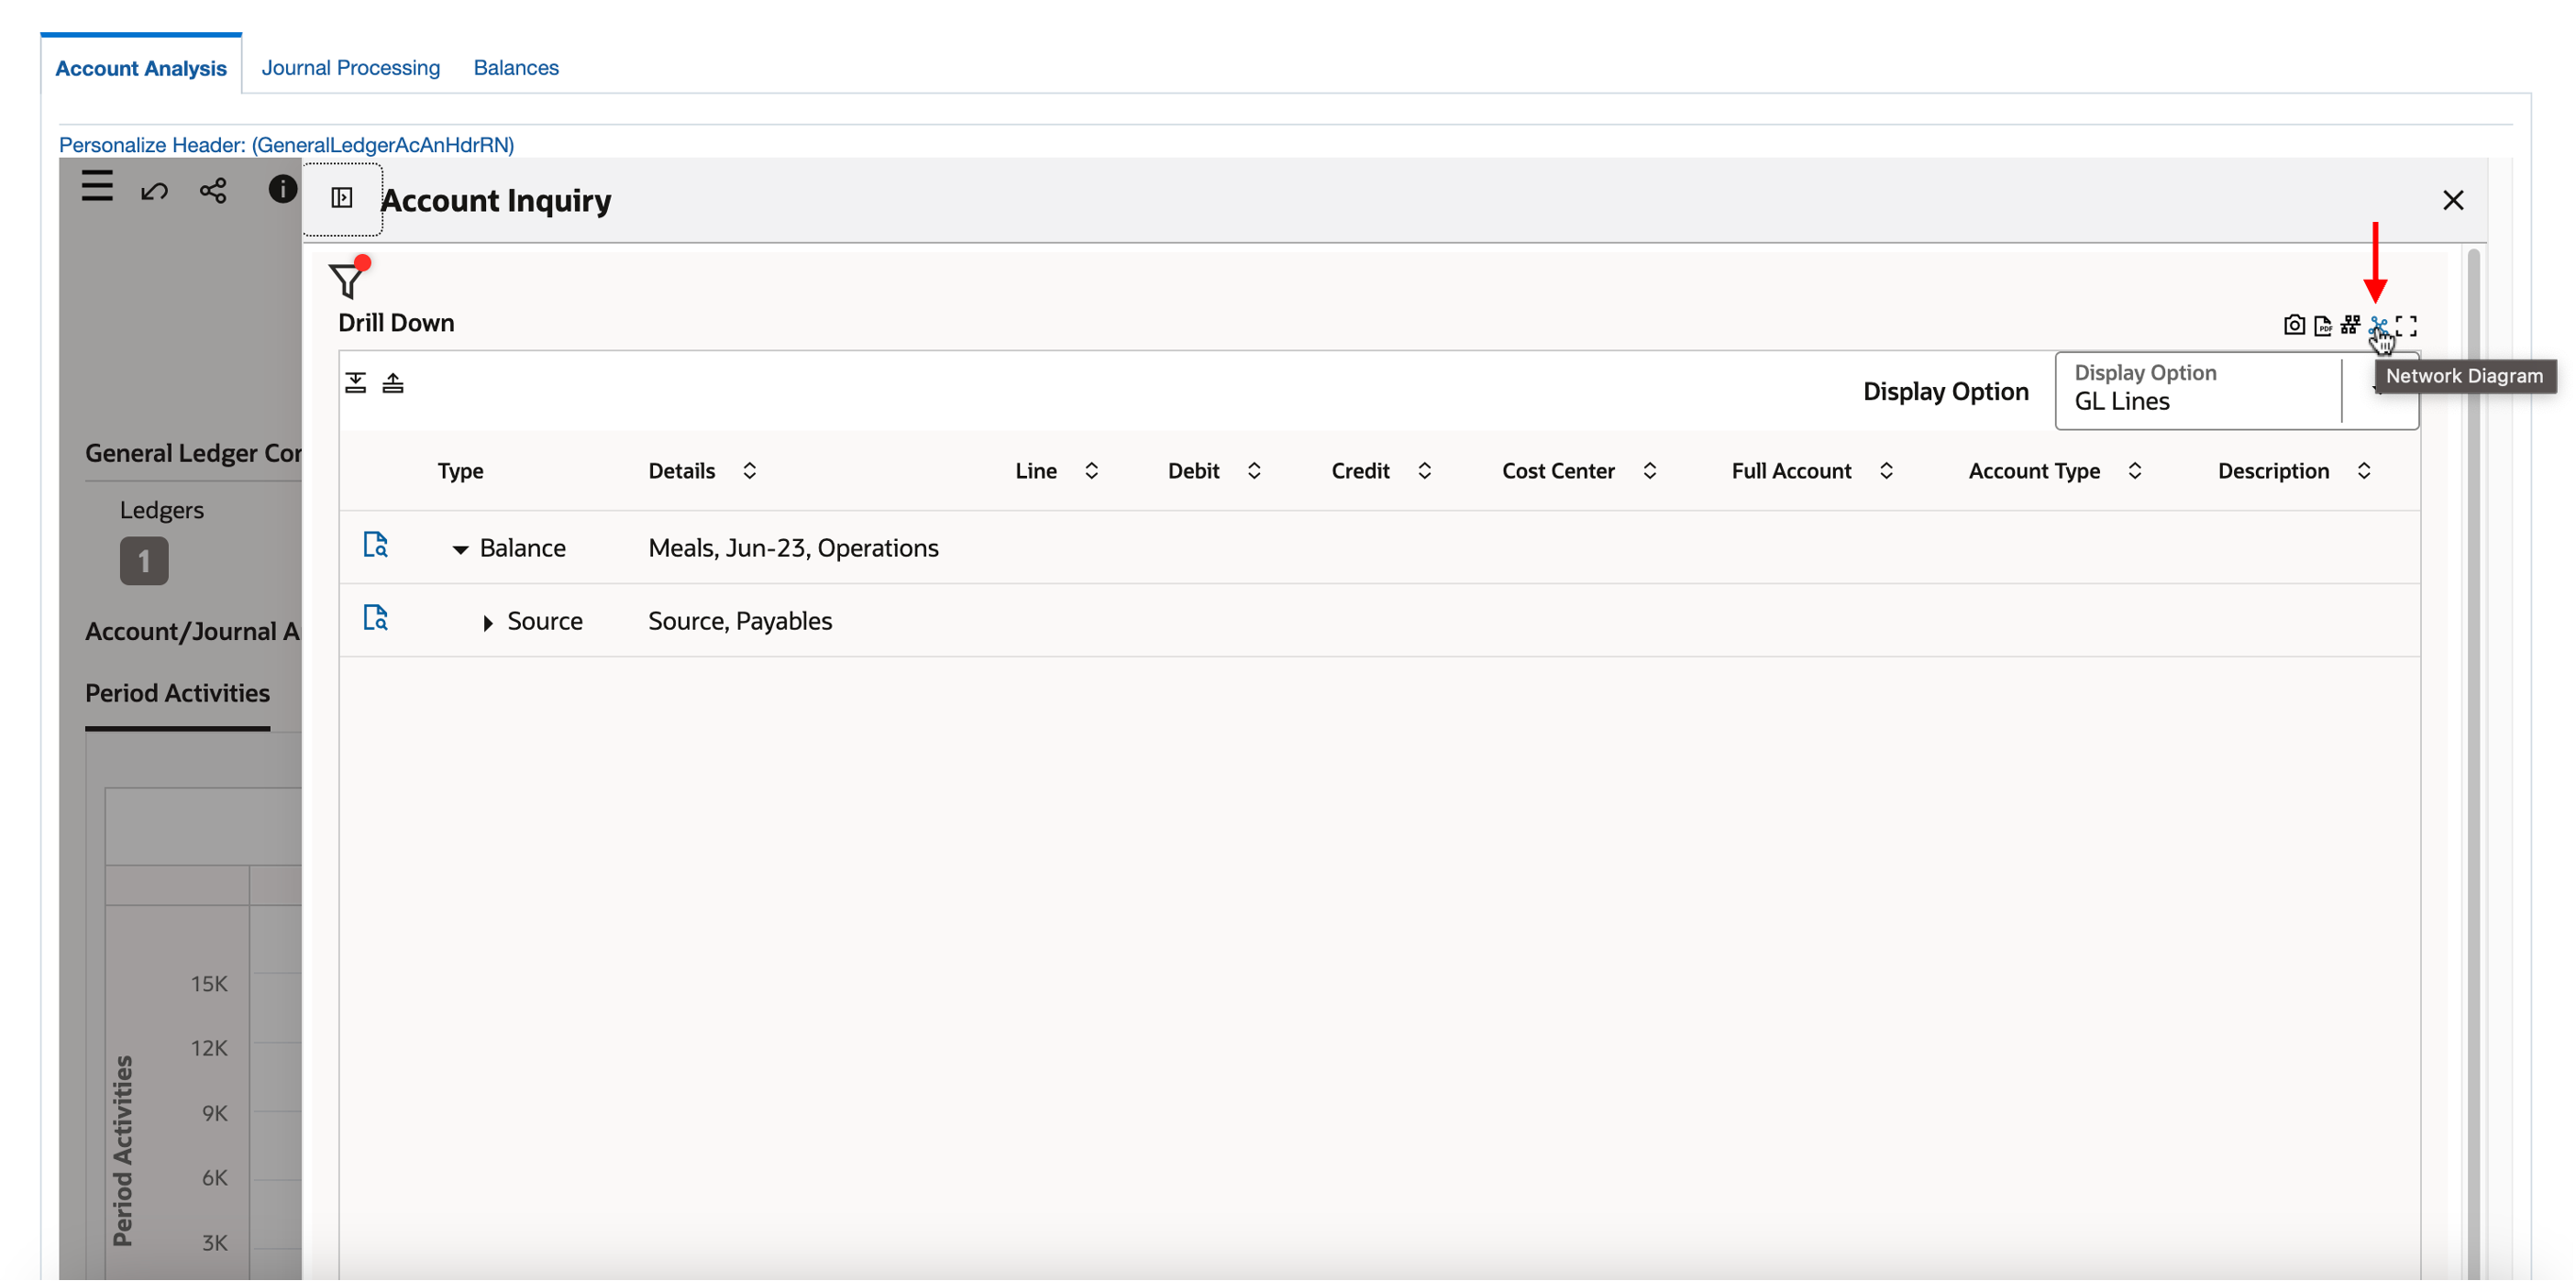 Account Analysis Journal Processing Balances
Personalize Header: (GeneralLedgerAcAnHdrRN)
Account Inquiry
Drill Down
PDF
Network Diagram
Display Option
Display Option
GL Lines
General Ledger Cor
Ledgers
1
Type Details Line Debit Credit Cost Center Full Account Account Type Description
Balance Meals, Jun-23, Operations
Source Source, Payables
Account/Journal A
Period Activities
Period Activities
15K
12K
9K
6K
3K